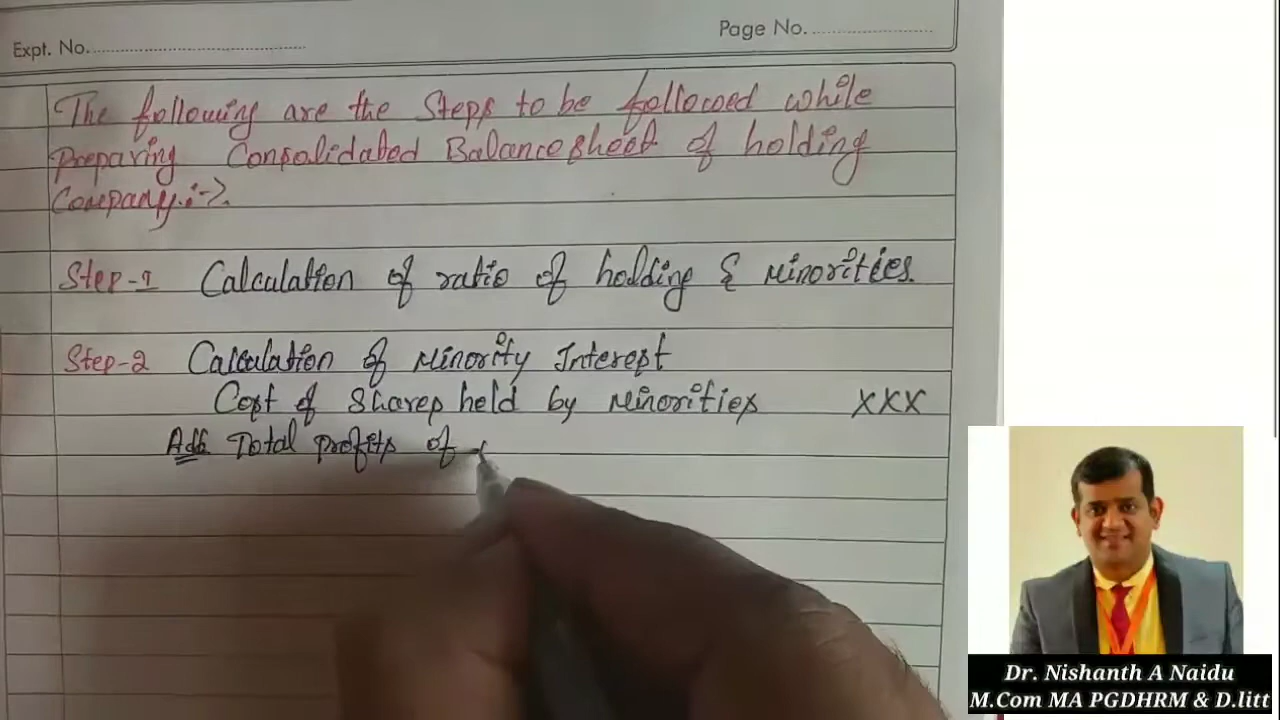 Expt. No.
Page No.
The following are the Steps to be followed while
Preparing Consolidated Balance sheet of holding
Company :->
Step-1 Calculation of ratio of holding & Minorities.
Step-2 Calculation of Minority Interest
Cost of Shares held by Minorities XXX
Add Total Profits of
Dr. Nishanth A Naidu
M.Com MA PGDHRM & D.litt